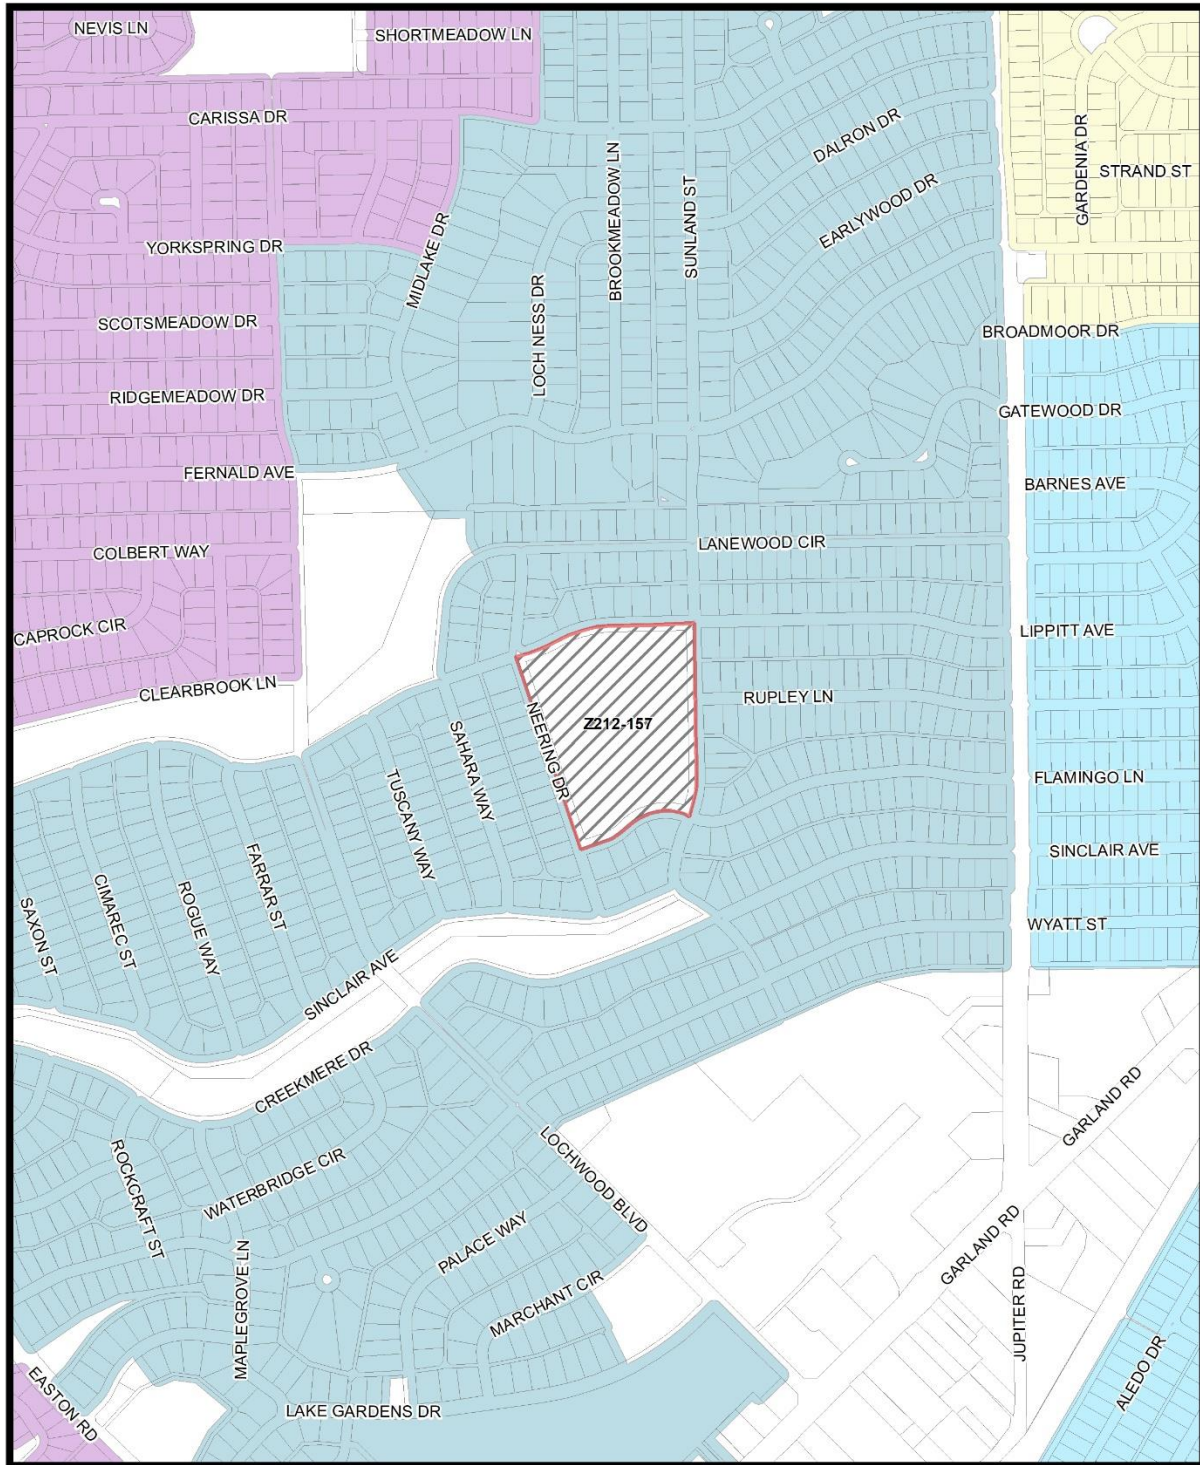 NEVIS LN
SHORTMEADOW LN
CARISSA DR
DALRON DR
GARDENIA DR
STRAND ST
BROOKMEADOW LN
SUNLAND ST
EARLYWOOD DR
YORKSPRING DR
MIDLAKE DR
LOCH NESS DR
SCOTSMEADOW DR
BROADMOOR DR
RIDGEMEADOW DR
GATEWOOD DR
FERNALD AVE
BARNES AVE
COLBERT WAY
LANEWOOD CIR
CAPROCK CIR
LIPPITT AVE
CLEARBROOK LN
RUPLEY LN
NEERING DR
Z212-157
SAHARA WAY
TUSCANY WAY
FLAMINGO LN
FARRAR ST
SINCLAIR AVE
CIMAREC ST
ROGUE WAY
SAXON ST
WYATT ST
SINCLAIR AVE
CREEKMERE DR
GARLAND RD
ROCKCRAFT ST
WATERBRIDGE CIR
LOCHWOOD BLVD
PALACE WAY
GARLAND RD
MAPLEGROVE LN
MARCHANT CIR
JUPITER RD
EASTON RD
LAKE GARDENS DR
ALEDO DR